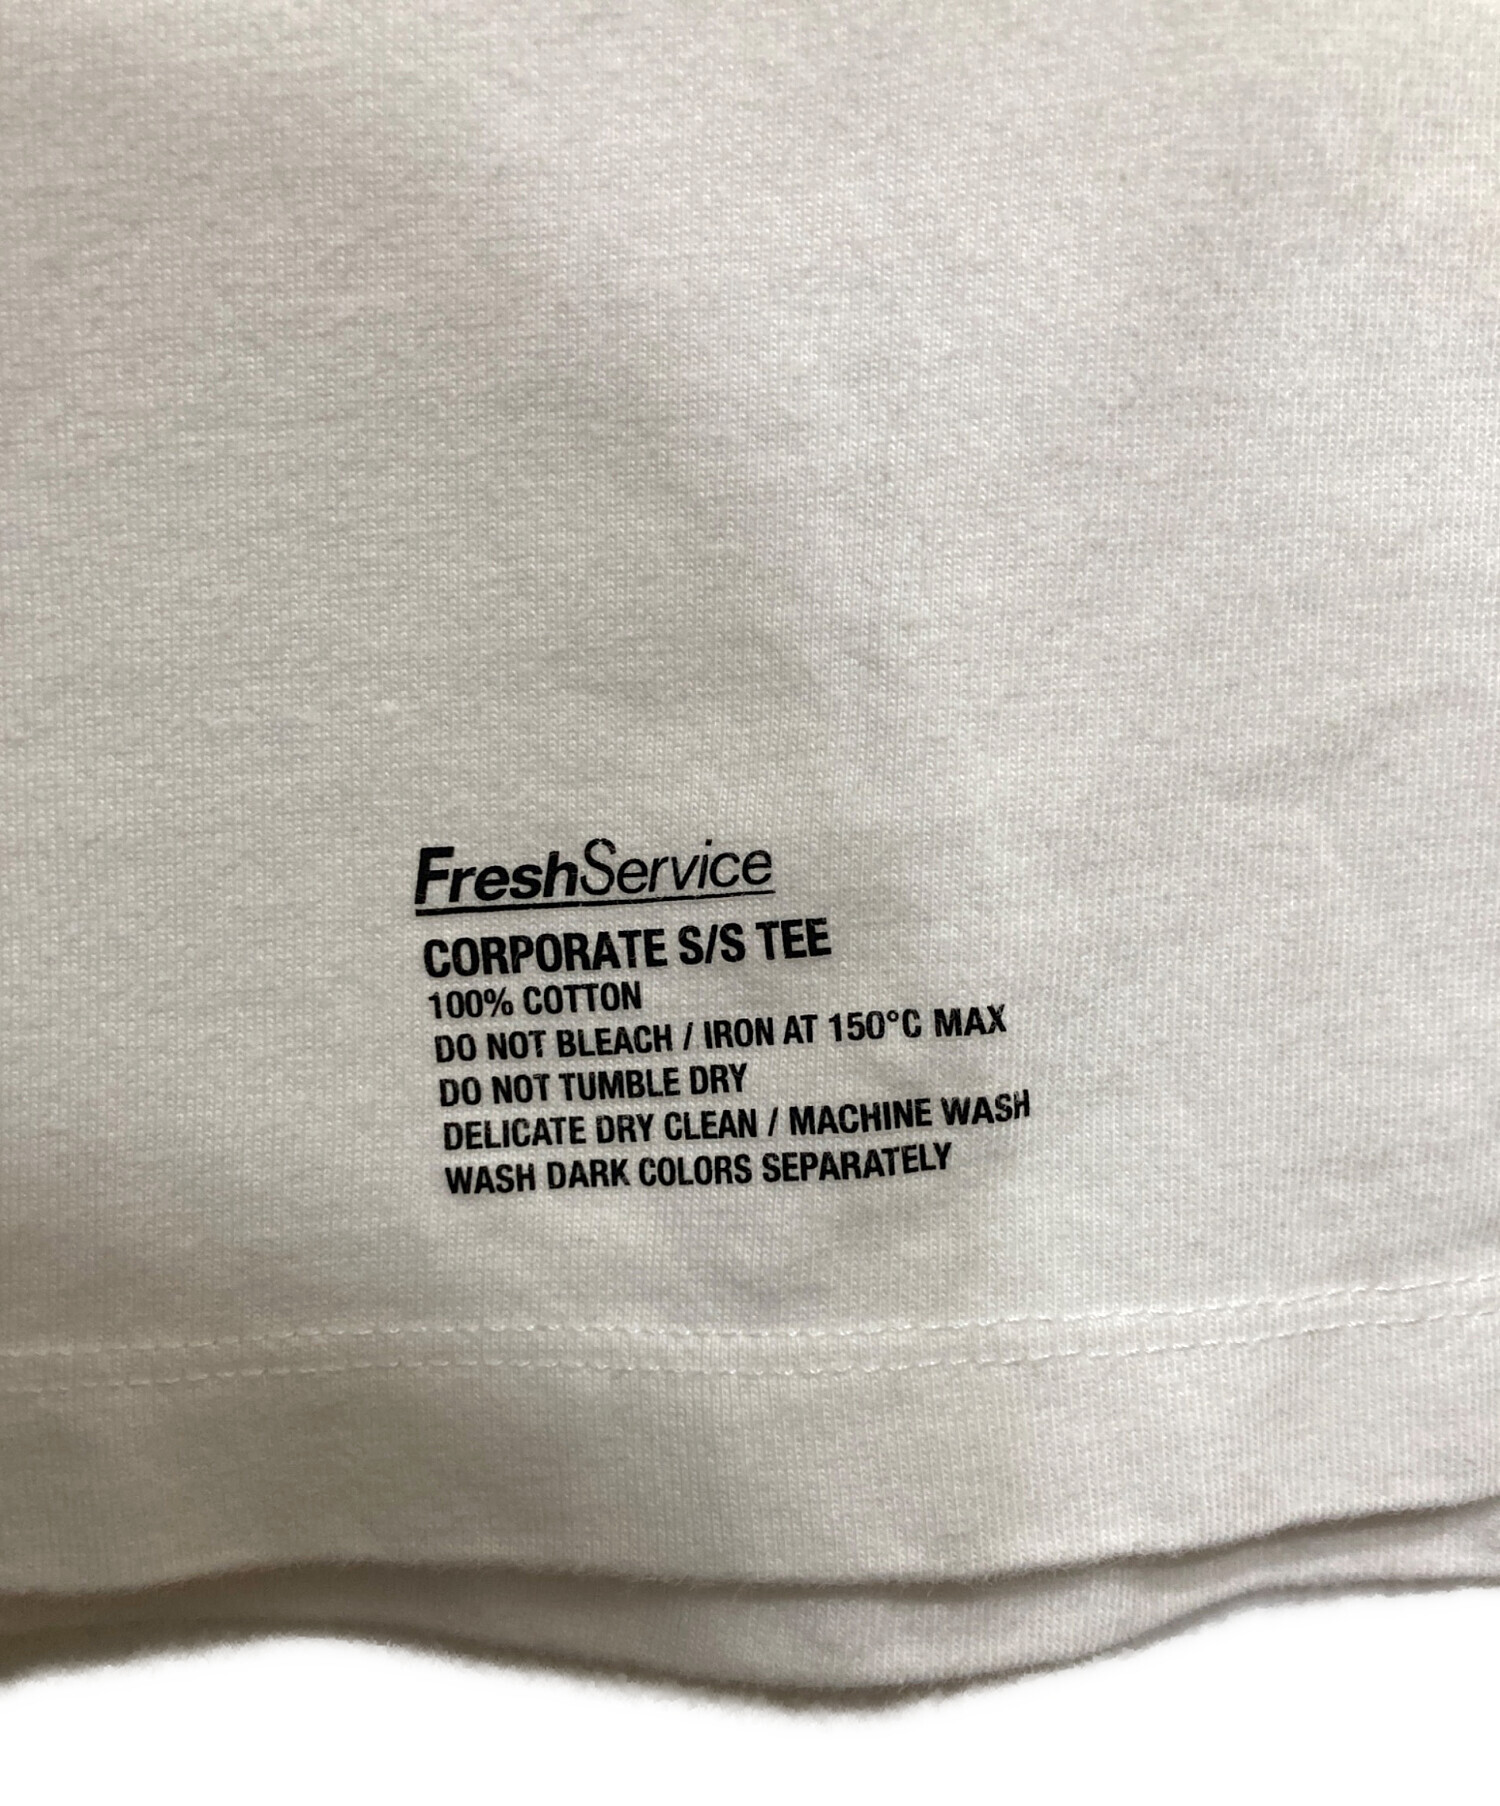 FreshService
CORPORATE S/S TEE
100% COTTON
DO NOT BLEACH / IRON AT 150°C MAX
DO NOT TUMBLE DRY
DELICATE DRY CLEAN / MACHINE WASH
WASH DARK COLORS SEPARATELY